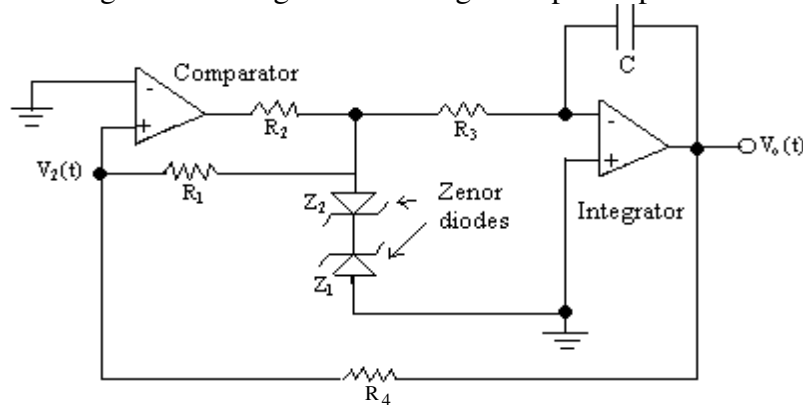 Comparator
C
R₂
R₃
V₂(t)
R₁
Z₂
Zenor
diodes
Z₁
Integrator
Vₒ(t)
R₄
- + - +